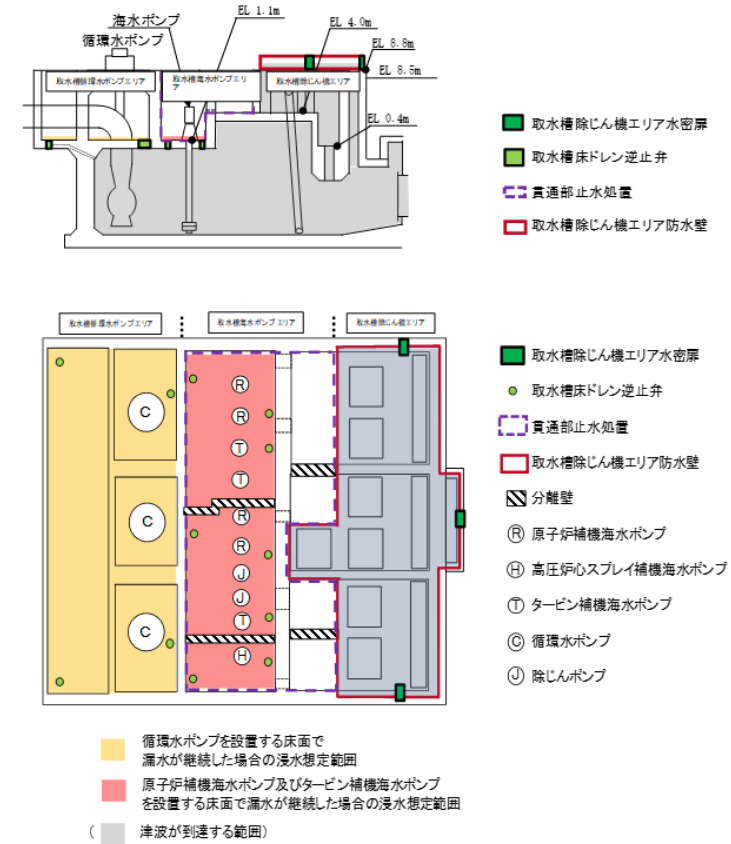 EL 1.1m
海水ポンプ
EL 4.0m
循環水ポンプ
EL 8.8m
EL 8.5m
取水槽循環水ポンプエリア
取水槽海水ポンプエリ
ア
取水槽除じん機エリア
EL 0.4m
取水槽除じん機エリア水密扉
取水槽床ドレン逆止弁
貫通部止水処置
取水槽除じん機エリア防水壁
取水槽循環水ポンプエリア
取水槽海水ポンプエリア
取水槽除じん機エリア
C
C
C
R
R
T
T
R
R
J
J
T
H
取水槽除じん機エリア水密扉
取水槽床ドレン逆止弁
貫通部止水処置
取水槽除じん機エリア防水壁
分離壁
Ⓡ 原子炉補機海水ポンプ
Ⓗ 高圧炉心スプレイ補機海水ポンプ
Ⓣ タービン補機海水ポンプ
Ⓒ 循環水ポンプ
Ⓙ 除じんポンプ
循環水ポンプを設置する床面で
漏水が継続した場合の浸水想定範囲
原子炉補機海水ポンプ及びタービン補機海水ポンプ
を設置する床面で漏水が継続した場合の浸水想定範囲
( 津波が到達する範囲)